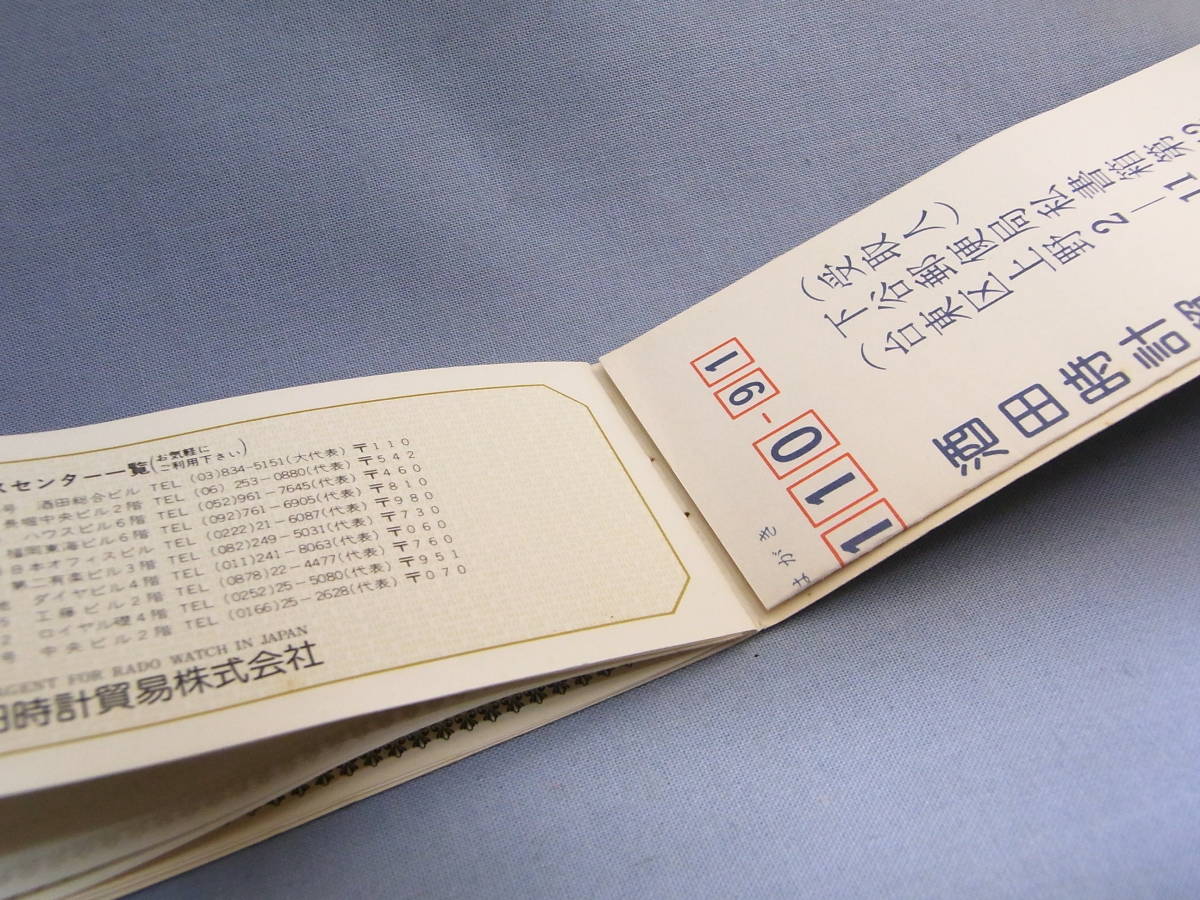 スセンター一覧(お気軽にご利用下さい)
号 酒田総合ビル TEL (03)834-5151(大代表) 〒110
長堀中央ビル2階 TEL (06) 253-0880(代表) 〒542
ハウスビル6階 TEL (052)961-7645(代表) 〒460
福岡東海ビル6階 TEL (092)761-6905(代表) 〒810
日本オフィスビル TEL (0222)21-6087(代表) 〒980
第二有楽ビル3階 TEL (082)249-5031(代表) 〒730
ダイヤビル4階 TEL (011)241-8063(代表) 〒060
5 工藤ビル2階 TEL (0878)22-4477(代表) 〒760
2 ロイヤル礎4階 TEL (0252)25-5080(代表) 〒951
号 中央ビル2階 TEL (0166)25-2628(代表) 〒070
AGENT FOR RADO WATCH IN JAPAN
田時計貿易株式会社
はがき
110-91
(受取人)
下谷郵便局私書箱第
(台東区上野2-11
酒田時計貿